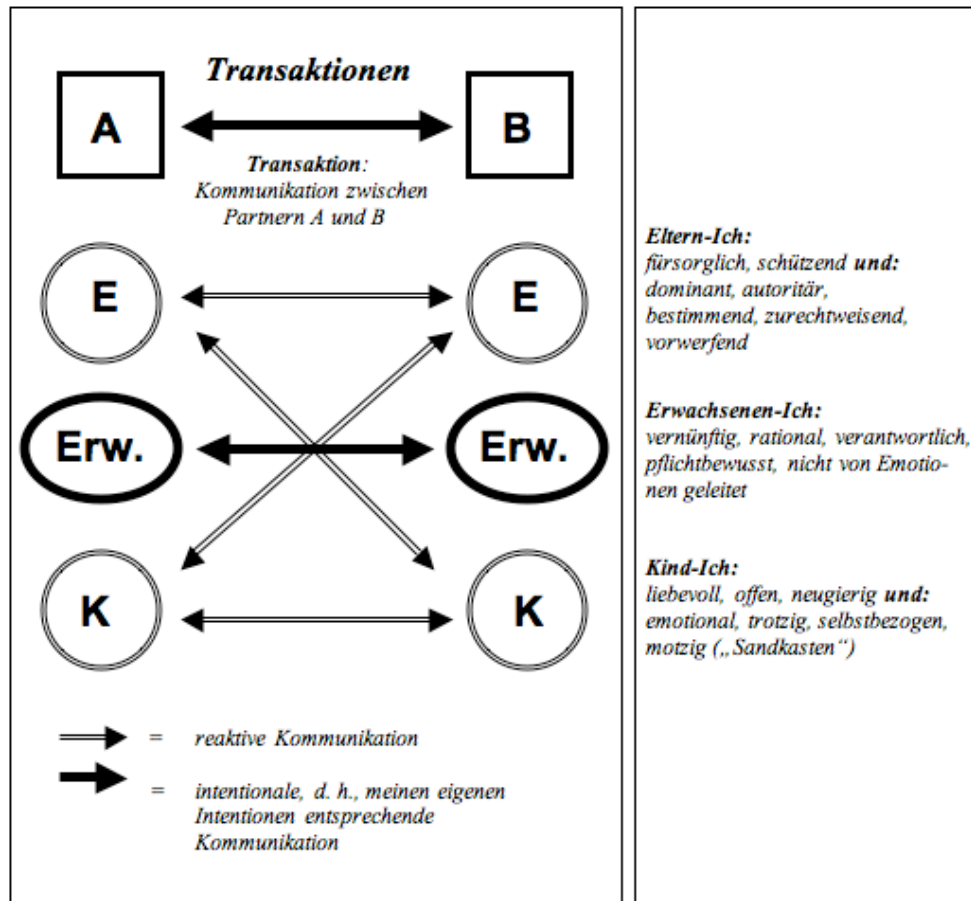 Transaktionen
A
B
Transaktion:
Kommunikation zwischen
Partnern A und B
E
E
Erw.
Erw.
K
K
= reaktive Kommunikation
= intentionale, d. h., meinen eigenen
Intentionen entsprechende
Kommunikation
Eltern-Ich:
fürsorglich, schützend und:
dominant, autoritär,
bestimmend, zurechtweisend,
vorwerfend
Erwachsenen-Ich:
vernünftig, rational, verantwortlich,
pflichtbewusst, nicht von Emotio-
nen geleitet
Kind-Ich:
liebevoll, offen, neugierig und:
emotional, trotzig, selbstbezogen,
motzig („Sandkasten“)